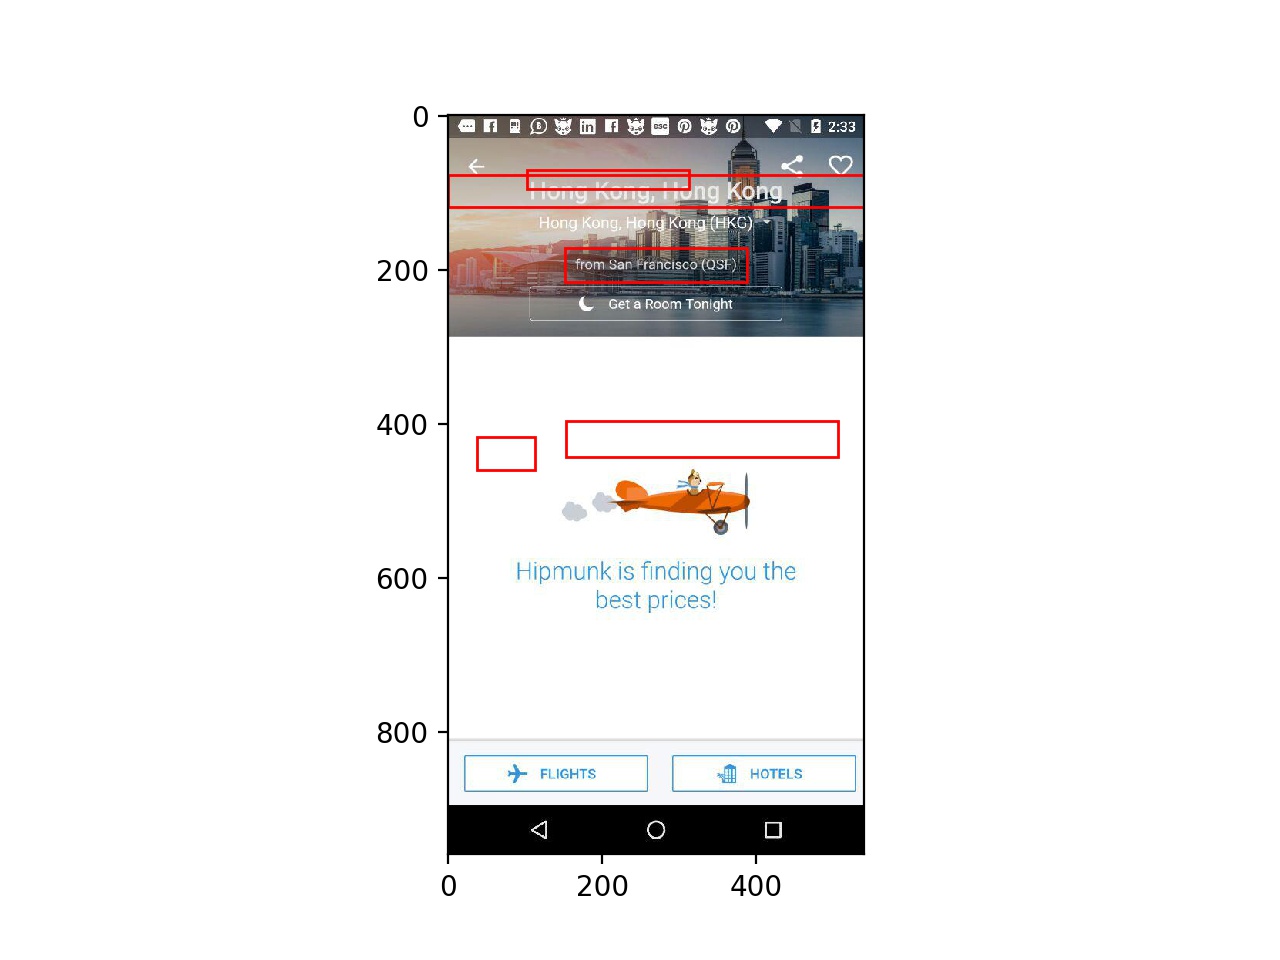 2:33
Hong Kong, Hong Kong
Hong Kong, Hong Kong (HKG)
from San Francisco (QSF)
Get a Room Tonight
Hipmunk is finding you the
best prices!
FLIGHTS
HOTELS
0
200
400
600
800
0
200
400